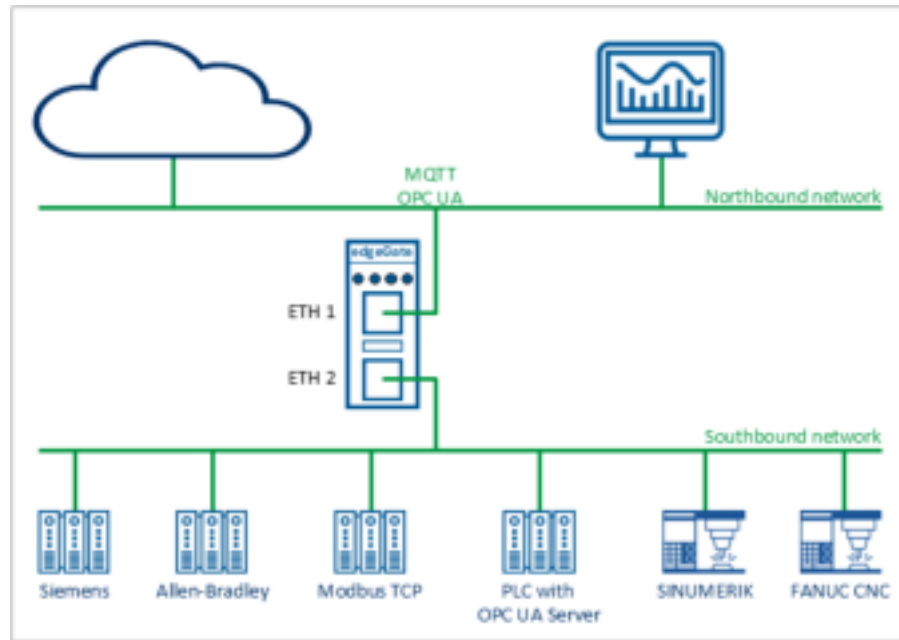 MQTT
OPC UA
Northbound network
edgeGate
ETH 1
ETH 2
Southbound network
Siemens
Allen-Bradley
Modbus TCP
PLC with
OPC UA Server
SINUMERIK
FANUC CNC